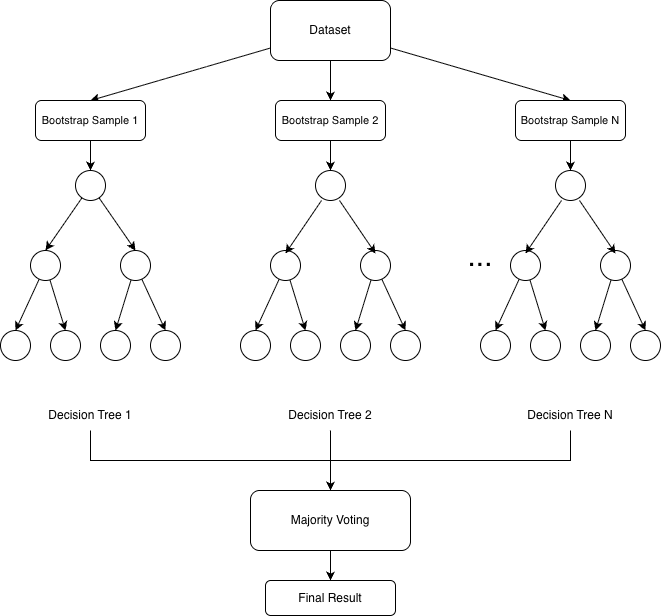 Dataset
Bootstrap Sample 1
Bootstrap Sample 2
Bootstrap Sample N
...
Decision Tree 1
Decision Tree 2
Decision Tree N
Majority Voting
Final Result